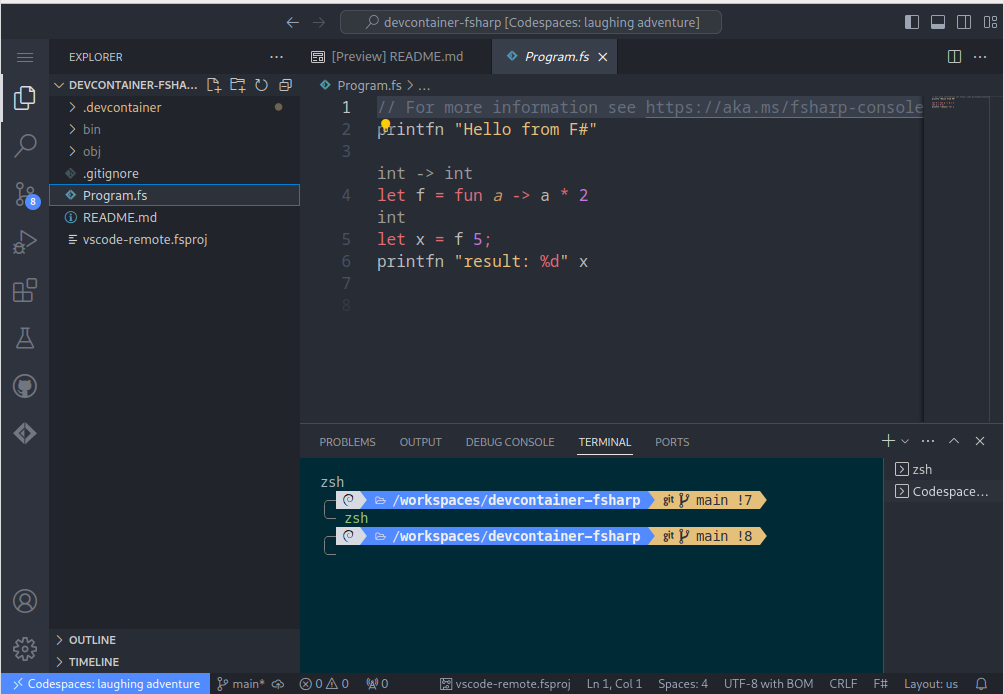 devcontainer-fsharp [Codespaces: laughing adventure]
EXPLORER
[Preview] README.md
Program.fs
DEVCONTAINER-FSHA...
.devcontainer
bin
obj
.gitignore
Program.fs
README.md
vscode-remote.fsproj
8
OUTLINE
TIMELINE
Program.fs > ...
1 // For more information see https://aka.ms/fsharp-console
2 printfn "Hello from F#"
3
int -> int
4 let f = fun a -> a * 2
int
5 let x = f 5;
6 printfn "result: %d" x
7
8
PROBLEMS OUTPUT DEBUG CONSOLE TERMINAL PORTS
zsh
/workspaces/devcontainer-fsharp git main !7
zsh
/workspaces/devcontainer-fsharp git main !8
zsh
Codespace...
Codespaces: laughing adventure main* 0 0 0 vscode-remote.fsproj Ln 1, Col 1 Spaces: 4 UTF-8 with BOM CRLF F# Layout: us